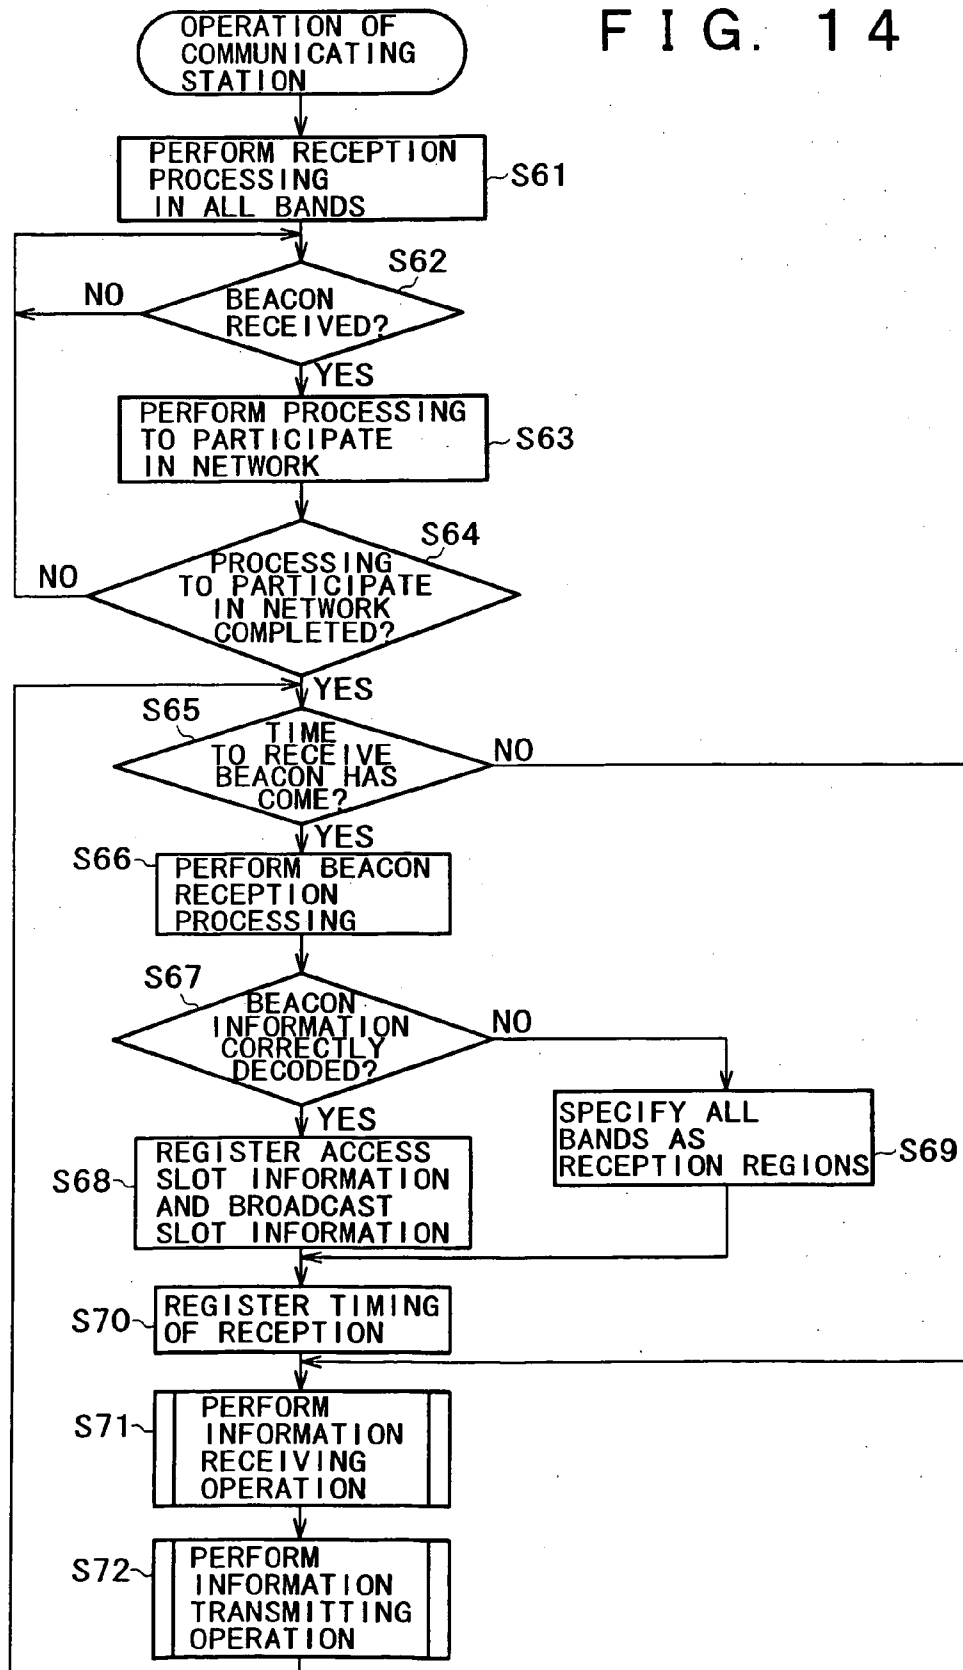 FIG. 14
OPERATION OF
COMMUNICATING
STATION
PERFORM RECEPTION
PROCESSING
IN ALL BANDS
S61
S62
NO
BEACON
RECEIVED?
YES
PERFORM PROCESSING
TO PARTICIPATE
IN NETWORK
S63
S64
NO
PROCESSING
TO PARTICIPATE
IN NETWORK
COMPLETED?
YES
S65
TIME
TO RECEIVE
BEACON HAS
COME?
NO
YES
S66
PERFORM BEACON
RECEPTION
PROCESSING
S67
BEACON
INFORMATION
CORRECTLY
DECODED?
NO
YES
SPECIFY ALL
BANDS AS
RECEPTION REGIONS
S69
S68
REGISTER ACCESS
SLOT INFORMATION
AND BROADCAST
SLOT INFORMATION
S70
REGISTER TIMING
OF RECEPTION
S71
PERFORM
INFORMATION
RECEIVING
OPERATION
S72
PERFORM
INFORMATION
TRANSMITTING
OPERATION